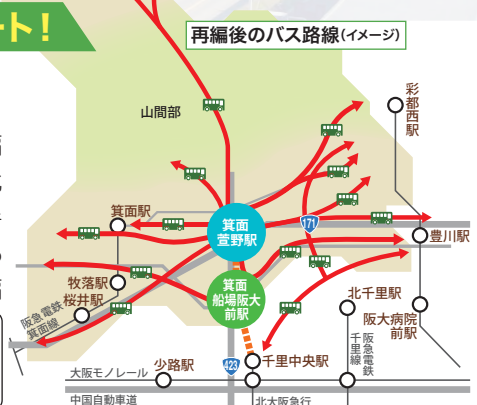 ート!
再編後のバス路線(イメージ)
山間部
彩都西駅
箕面駅
箕面
萱野駅
171
豊川駅
牧落駅
桜井駅
箕面
船場阪大
前駅
阪急電鉄
箕面線
北千里駅
阪大病院
前駅
阪急電鉄
千里線
少路駅
423
千里中央駅
大阪モノレール
中国自動車道
北大阪急行